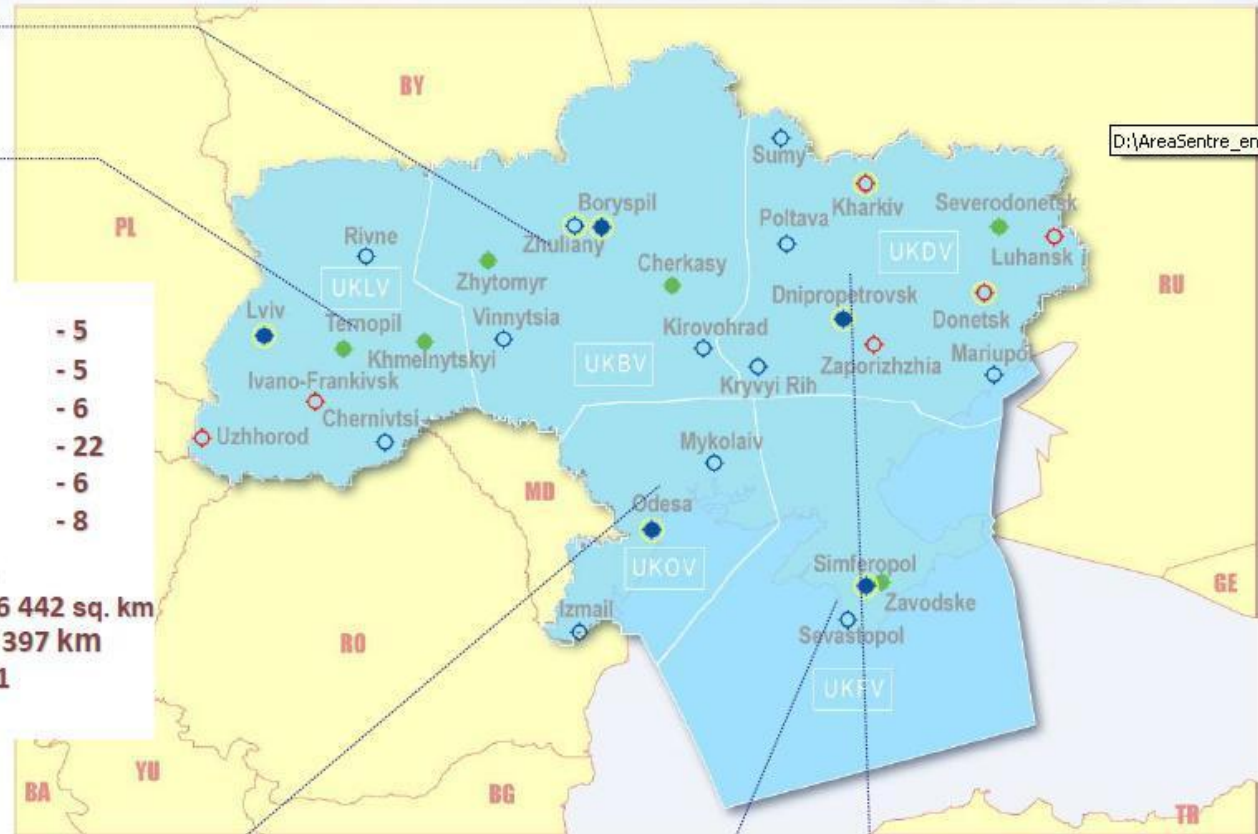 BY
D:\AreaSentre_en
Sumy
Kharkiv
Severodonetsk
PL
Boryspil
Rivne
Zhuliany
Poltava
UKDV
Luhansk
Zhytomyr
Cherkasy
UKLV
Dnipropetrovsk
RU
Lviv
Ternopil
Vinnytsia
Kirovohrad
Donetsk
- 5
Khmelnytskyi
UKBV
Zaporizhzhia
Mariupol
- 5
Ivano-Frankivsk
Kryvyi Rih
- 6
Chernivtsi
Uzhhorod
- 22
Mykolaiv
- 6
MD
Odesa
- 8
UKOV
Simferopol
GE
6 442 sq. km
Izmail
Zavodske
397 km
RO
Sevastopol
1
UKFV
YU
BA
BG
TR